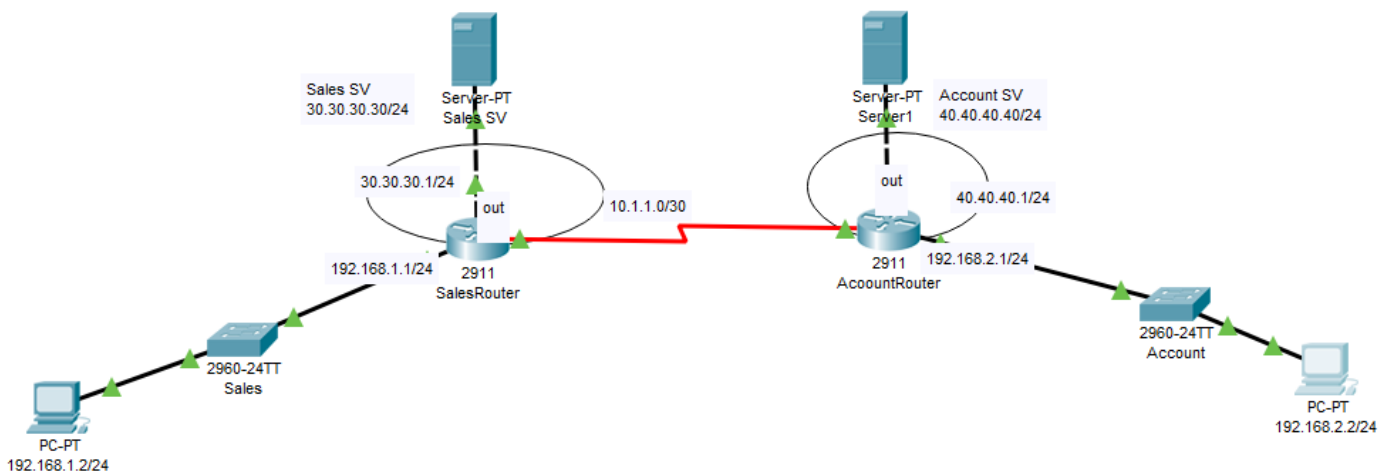 Sales SV
30.30.30.30/24
Server-PT
Sales SV
Server-PT
Server1
Account SV
40.40.40.40/24
30.30.30.1/24
out
10.1.1.0/30
out
40.40.40.1/24
192.168.1.1/24
2911
SalesRouter
2911
AcoountRouter
192.168.2.1/24
2960-24TT
Sales
2960-24TT
Account
PC-PT
192.168.1.2/24
PC-PT
192.168.2.2/24